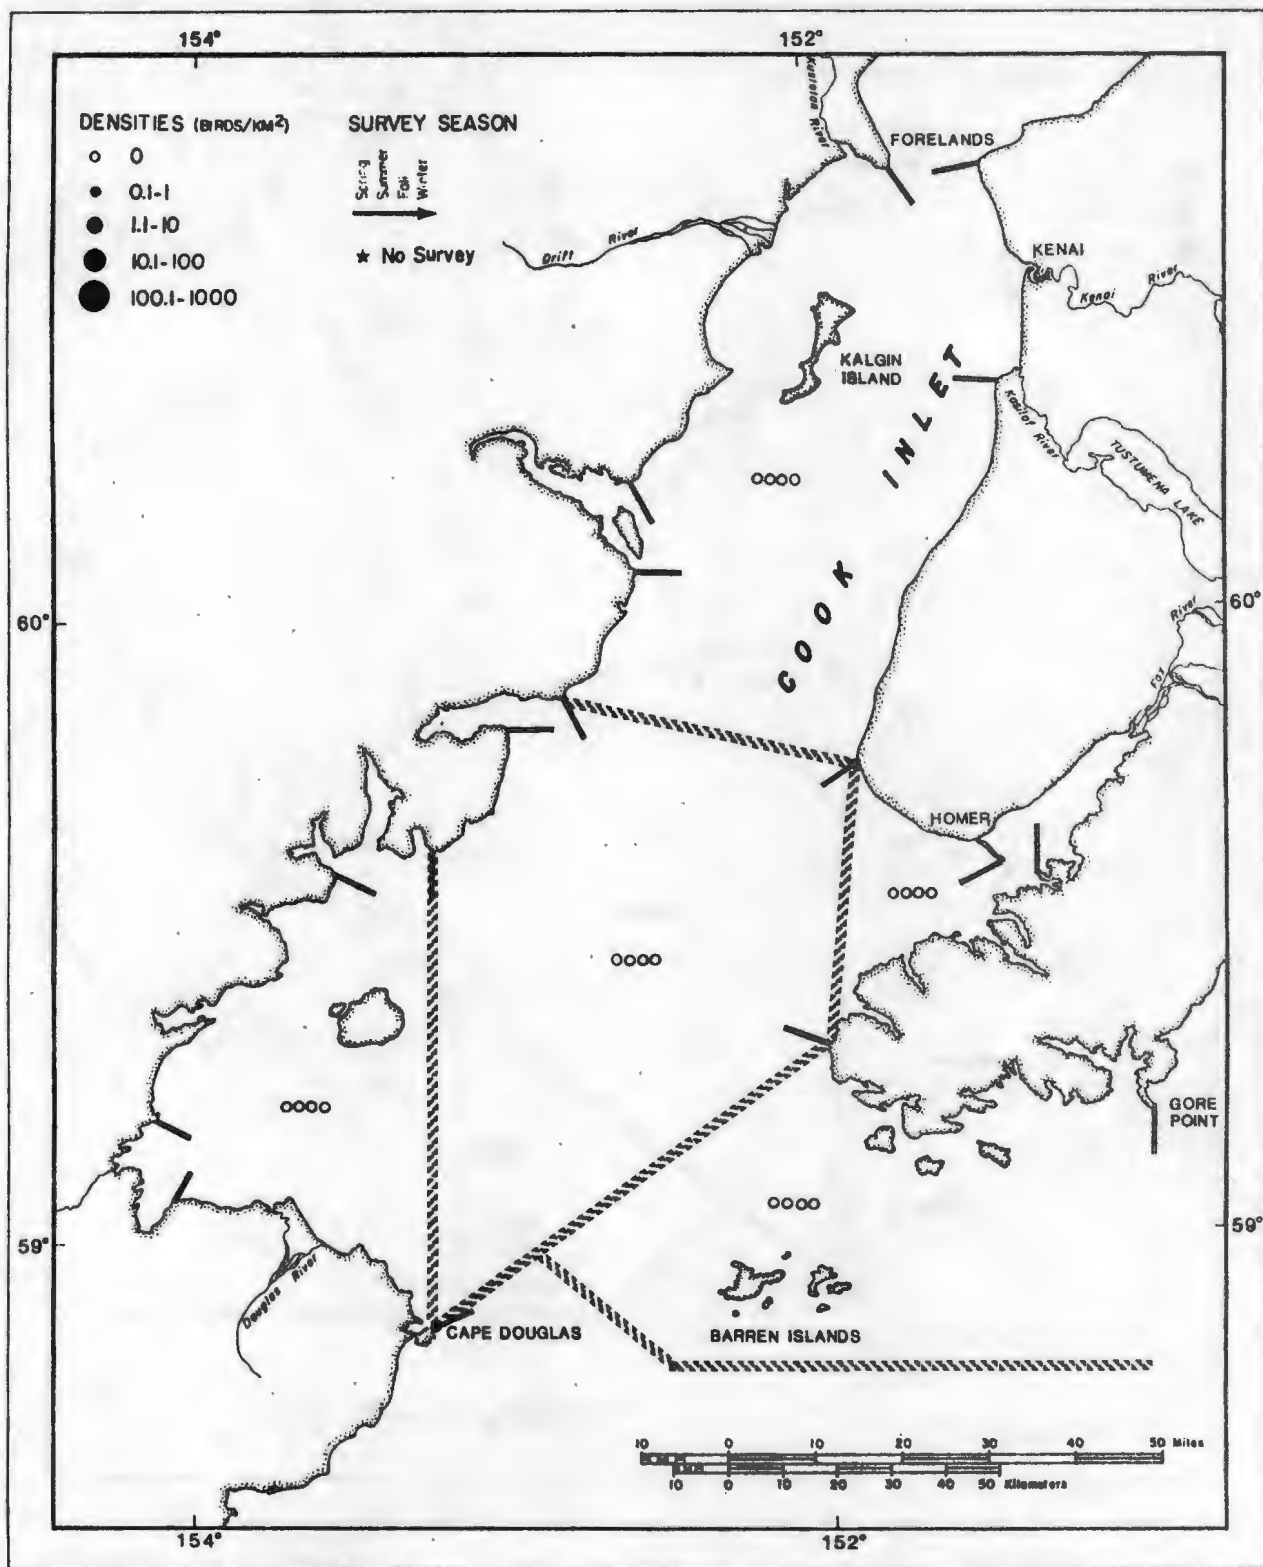 154°
152°
DENSITIES (BIRDS/KM²)
0
0.1-1
1.1-10
10.1-100
100.1-1000
SURVEY SEASON
Spring
Summer
Fall
Winter
★ No Survey
River
FORELANDS
Drift River
KENAI
Kenai River
KALGIN
ISLAND
COOK INLET
Kasilof River
TUSTUMENA LAKE
60°
60°
Fox River
HOMER
GORE
POINT
59°
59°
Douglas River
CAPE DOUGLAS
BARREN ISLANDS
10 0 10 20 30 40 50 Miles
10 0 10 20 30 40 50 Kilometers
154°
152°